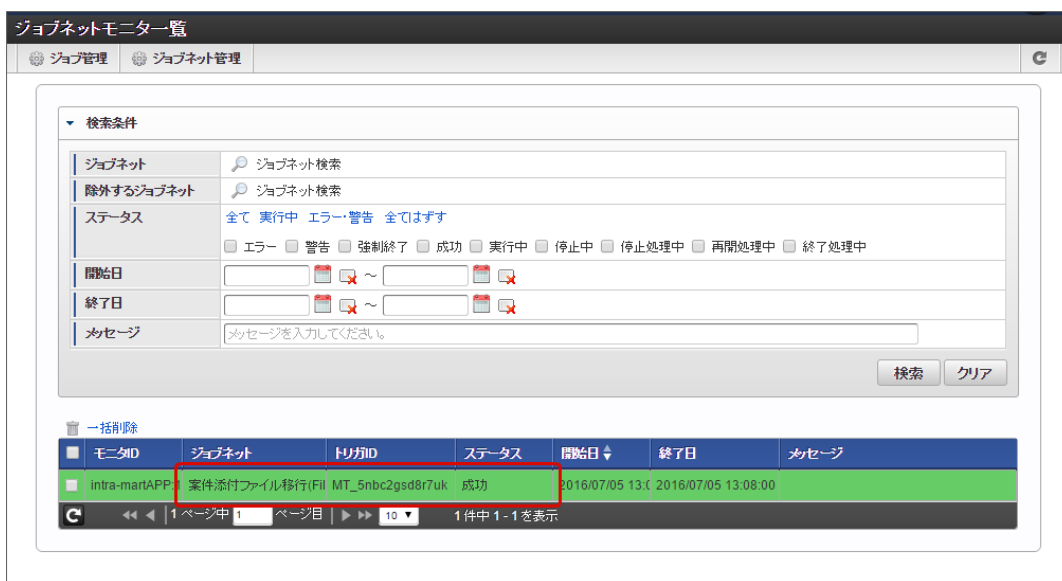 ジョブネットモニター覧
ジョブ管理 ジョブネット管理
検索条件
ジョブネット ジョブネット検索
除外するジョブネット ジョブネット検索
ステータス 全て 実行中 エラー・警告 全てはずす
エラー 警告 強制終了 成功 実行中 停止中 停止処理中 再開処理中 終了処理中
開始日 ～
終了日 ～
メッセージ メッセージを入力してください。
検索 クリア
一括削除
モニタID ジョブネット トリガID ステータス 開始日 終了日 メッセージ
intra-martAPP:1 案件添付ファイル移行(Fil MT_5nbc2gsd8r7uk 成功 2016/07/05 13:0 2016/07/05 13:08:00
1 ページ中 1 ページ目 10 1 件中 1 - 1 を表示